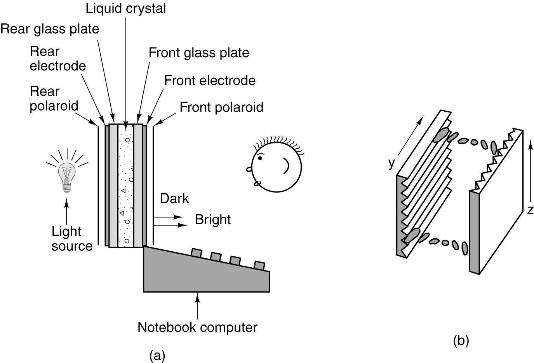 Liquid crystal
Rear glass plate
Rear
electrode
Rear
polaroid
Front glass plate
Front electrode
Front polaroid
Dark
Bright
Light
source
Notebook computer
(a)
y
z
(b)